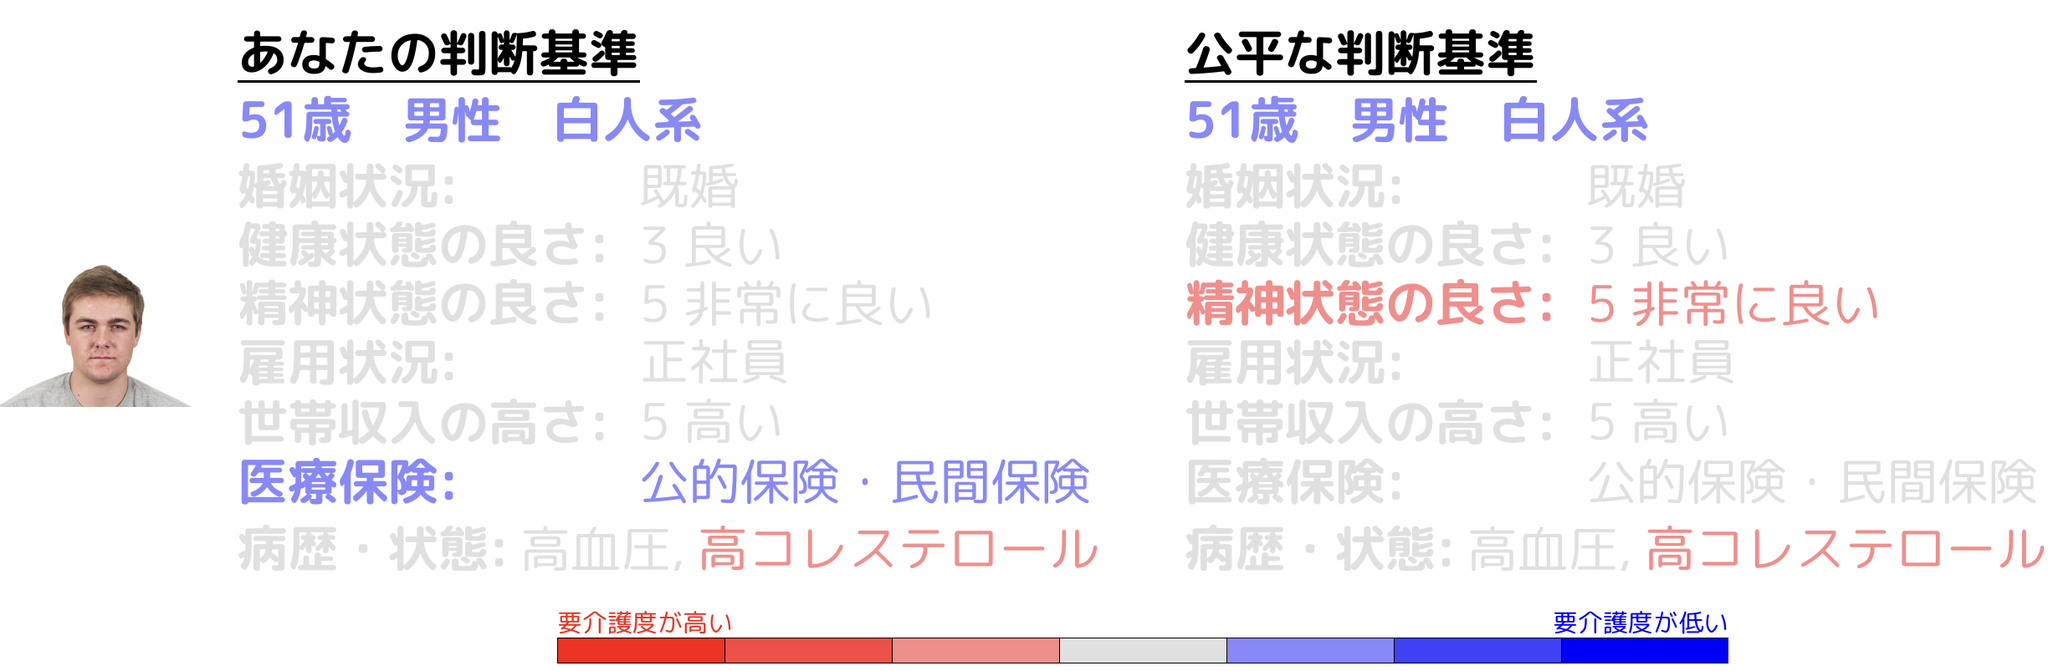 あなたの判断基準
51歳 男性 白人系
婚姻状況: 既婚
健康状態の良さ: 3 良い
精神状態の良さ: 5 非常に良い
雇用状況: 正社員
世帯収入の高さ: 5 高い
医療保険: 公的保険・民間保険
病歴・状態: 高血圧, 高コレステロール
公平な判断基準
51歳 男性 白人系
婚姻状況: 既婚
健康状態の良さ: 3 良い
精神状態の良さ: 5 非常に良い
雇用状況: 正社員
世帯収入の高さ: 5 高い
医療保険: 公的保険・民間保険
病歴・状態: 高血圧, 高コレステロール
要介護度が高い
要介護度が低い